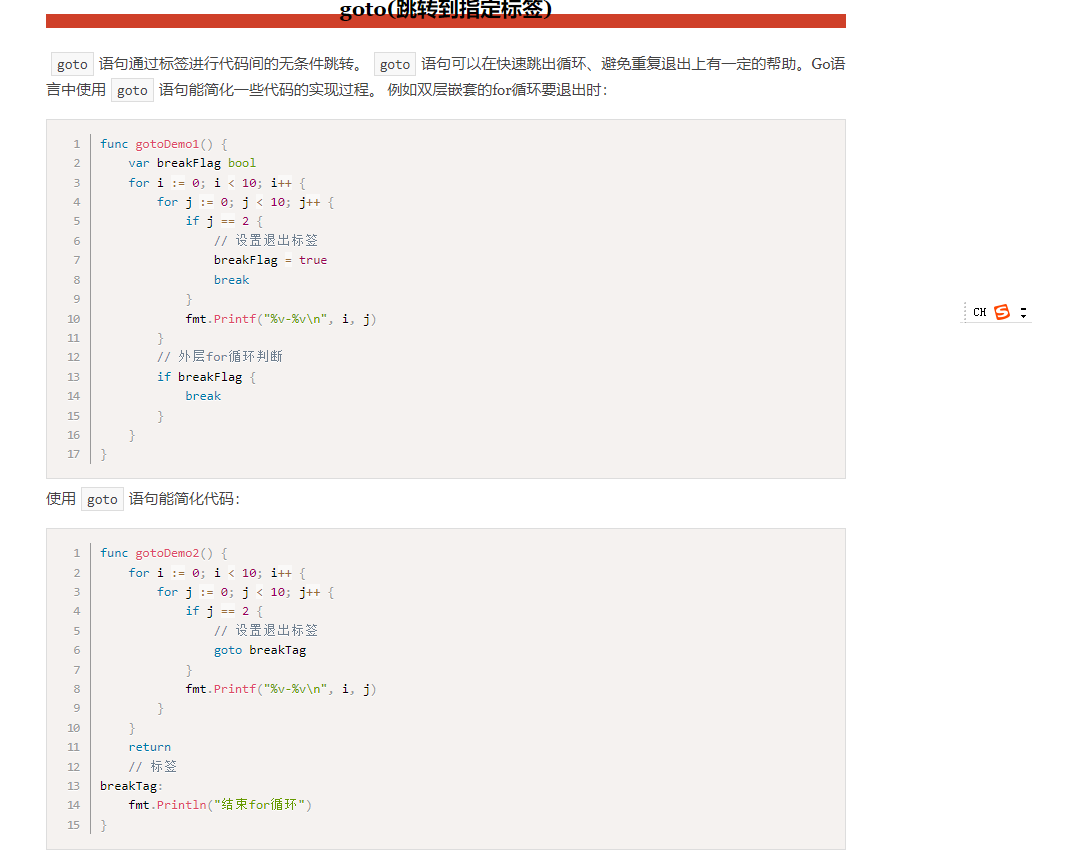 goto(跳转到指定标签)
goto 语句通过标签进行代码间的无条件跳转。 goto 语句可以在快速跳出循环、避免重复退出上有一定的帮助。Go语
言中使用 goto 语句能简化一些代码的实现过程。 例如双层嵌套的for循环要退出时：
1 func gotoDemo1() {
2     var breakFlag bool
3     for i := 0; i < 10; i++ {
4         for j := 0; j < 10; j++ {
5             if j == 2 {
6                 // 设置退出标签
7                 breakFlag = true
8                 break
9             }
10             fmt.Printf("%v-%v\n", i, j)
11         }
12         // 外层for循环判断
13         if breakFlag {
14             break
15         }
16     }
17 }
CH
使用 goto 语句能简化代码：
1 func gotoDemo2() {
2     for i := 0; i < 10; i++ {
3         for j := 0; j < 10; j++ {
4             if j == 2 {
5                 // 设置退出标签
6                 goto breakTag
7             }
8             fmt.Printf("%v-%v\n", i, j)
9         }
10     }
11     return
12     // 标签
13 breakTag:
14     fmt.Println("结束for循环")
15 }